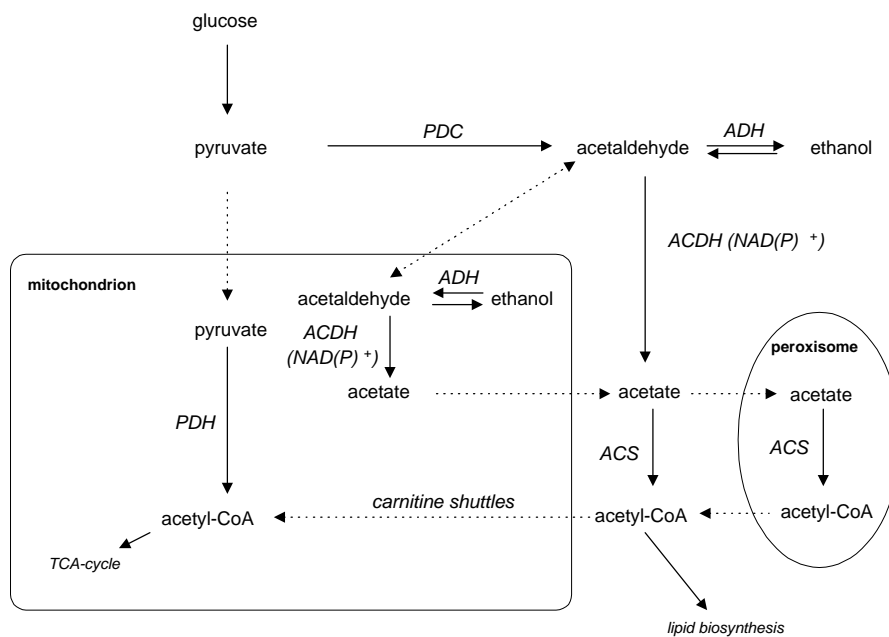 glucose
pyruvate
PDC
acetaldehyde
ADH
ethanol
ACDH (NAD(P) +)
mitochondrion
acetaldehyde
ADH
ethanol
pyruvate
ACDH
(NAD(P) +)
peroxisome
acetate
acetate
acetate
PDH
ACS
ACS
acetyl-CoA
carnitine shuttles
acetyl-CoA
acetyl-CoA
TCA-cycle
lipid biosynthesis